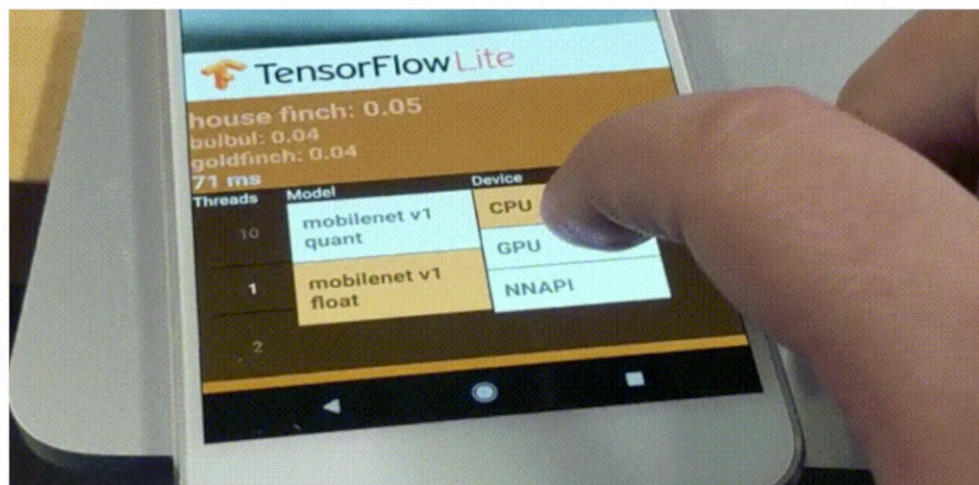 TensorFlow Lite
house finch: 0.05
bulbul: 0.04
goldfinch: 0.04
71 ms
Threads Model Device
10
1
2
mobilenet v1
quant
mobilenet v1
float
CPU
GPU
NNAPI